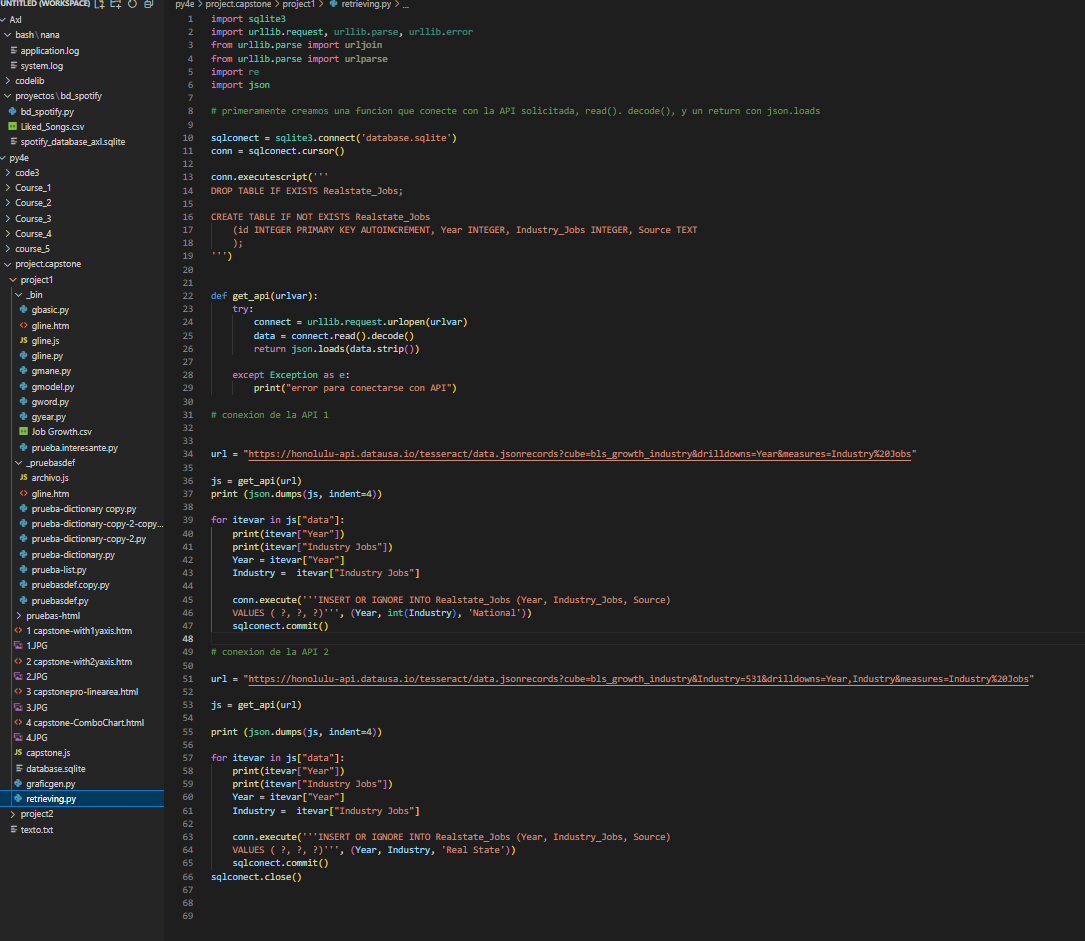 UNTITLED (WORKSPACE)
Axl
bash \ nana
application.log
system.log
codelib
proyectos \ bd_spotify
bd_spotify.py
Liked_Songs.csv
spotify_database_axl.sqlite
py4e
code3
Course_1
Course_2
Course_3
Course_4
course_5
project.capstone
project1
_bin
gbasic.py
gline.htm
JS gline.js
gline.py
gmane.py
gmodel.py
gword.py
gyear.py
Job Growth.csv
prueba.interesante.py
_pruebasdef
JS archivo.js
gline.htm
prueba-dictionary copy.py
prueba-dictionary-copy-2-copy...
prueba-dictionary-copy-2.py
prueba-dictionary.py
prueba-list.py
pruebasdef.copy.py
pruebasdef.py
pruebas-html
1 capstone-with1yaxis.htm
1.JPG
2 capstone-with2yaxis.htm
2.JPG
3 capstonepro-linearea.html
3.JPG
4 capstone-ComboChart.html
4.JPG
JS capstone.js
database.sqlite
graficgen.py
retrieving.py
project2
texto.txt
py4e > project.capstone > project1 > retrieving.py > ...
1 import sqlite3
2 import urllib.request, urllib.parse, urllib.error
3 from urllib.parse import urljoin
4 from urllib.parse import urlparse
5 import re
6 import json
7
8 # primeramente creamos una funcion que conecte con la API solicitada, read(). decode(), y un return con json.loads
9
10 sqlconect = sqlite3.connect('database.sqlite')
11 conn = sqlconect.cursor()
12
13 conn.executescript('''
14 DROP TABLE IF EXISTS Realstate_Jobs;
15
16 CREATE TABLE IF NOT EXISTS Realstate_Jobs
17 (id INTEGER PRIMARY KEY AUTOINCREMENT, Year INTEGER, Industry_Jobs INTEGER, Source TEXT
18 );
19 ''')
20
21
22 def get_api(urlvar):
23 try:
24 connect = urllib.request.urlopen(urlvar)
25 data = connect.read().decode()
26 return json.loads(data.strip())
27
28 except Exception as e:
29 print("error para conectarse con API")
30
31 # conexion de la API 1
32
33
34 url = "https://honolulu-api.datausa.io/tesseract/data.jsonrecords?cube=bls_growth_industry&drilldowns=Year&measures=Industry%20Jobs"
35
36 js = get_api(url)
37 print (json.dumps(js, indent=4))
38
39 for itevar in js["data"]:
40 print(itevar["Year"])
41 print(itevar["Industry Jobs"])
42 Year = itevar["Year"]
43 Industry =  itevar["Industry Jobs"]
44
45 conn.execute('''INSERT OR IGNORE INTO Realstate_Jobs (Year, Industry_Jobs, Source)
46 VALUES ( ?, ?, ?)''', (Year, int(Industry), 'National'))
47 sqlconect.commit()
48
49 # conexion de la API 2
50
51 url = "https://honolulu-api.datausa.io/tesseract/data.jsonrecords?cube=bls_growth_industry&Industry=531&drilldowns=Year,Industry&measures=Industry%20Jobs"
52
53 js = get_api(url)
54
55 print (json.dumps(js, indent=4))
56
57 for itevar in js["data"]:
58 print(itevar["Year"])
59 print(itevar["Industry Jobs"])
60 Year = itevar["Year"]
61 Industry =  itevar["Industry Jobs"]
62
63 conn.execute('''INSERT OR IGNORE INTO Realstate_Jobs (Year, Industry_Jobs, Source)
64 VALUES ( ?, ?, ?)''', (Year, Industry, 'Real State'))
65 sqlconect.commit()
66 sqlconect.close()
67
68
69